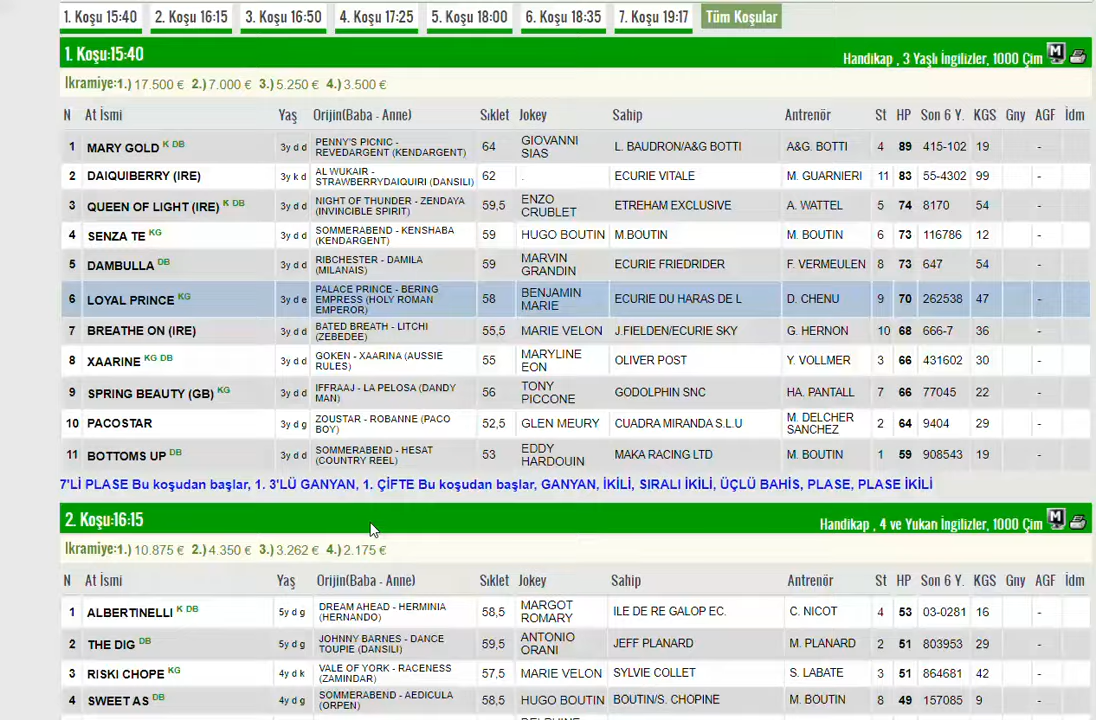 1. Koşu 15:40 2. Koşu 16:15 3. Koşu 16:50 4. Koşu 17:25 5. Koşu 18:00 6. Koşu 18:35 7. Koşu 19:17 Tüm Koşular
1. Koşu:15:40 Handikap , 3 Yaşlı İngilizler, 1000 Çim M
İkramiye:1.) 17.500 € 2.) 7.000 € 3.) 5.250 € 4.) 3.500 €
N At İsmi Yaş Orijin(Baba - Anne) Sıklet Jokey Sahip Antrenör St HP Son 6 Y. KGS Gny AGF İdm
1 MARY GOLD K DB 3y d d PENNY'S PICNIC - REVEDARGENT (KENDARGENT) 64 GIOVANNI SIAS L. BAUDRON/A&G BOTTI A&G. BOTTI 4 89 415-102 19 -
2 DAIQUIBERRY (IRE) 3y k d AL WUKAIR - STRAWBERRYDAIQUIRI (DANSILI) 62 . ECURIE VITALE M. GUARNIERI 11 83 55-4302 99 -
3 QUEEN OF LIGHT (IRE) K DB 3y d d NIGHT OF THUNDER - ZENDAYA (INVINCIBLE SPIRIT) 59,5 ENZO CRUBLET ETREHAM EXCLUSIVE A. WATTEL 5 74 8170 54 -
4 SENZA TE KG 3y d d SOMMERABEND - KENSHABA (KENDARGENT) 59 HUGO BOUTIN M.BOUTIN M. BOUTIN 6 73 116786 12 -
5 DAMBULLA DB 3y d d RIBCHESTER - DAMILA (MILANAIS) 59 MARVIN GRANDIN ECURIE FRIEDRIDER F. VERMEULEN 8 73 647 54 -
6 LOYAL PRINCE KG 3y d e PALACE PRINCE - BERING EMPRESS (HOLY ROMAN EMPEROR) 58 BENJAMIN MARIE ECURIE DU HARAS DE L D. CHENU 9 70 262538 47 -
7 BREATHE ON (IRE) 3y d d BATED BREATH - LITCHI (ZEBEDEE) 55,5 MARIE VELON J FIELDEN/ECURIE SKY G. HERNON 10 68 666-7 36 -
8 XAARINE KG DB 3y d d GOKEN - XAARINA (AUSSIE RULES) 55 MARYLINE EON OLIVER POST Y. VOLLMER 3 66 431602 30 -
9 SPRING BEAUTY (GB) KG 3y d d IFFRAAJ - LA PELOSA (DANDY MAN) 56 TONY PICCONE GODOLPHIN SNC HA. PANTALL 7 66 77045 22 -
10 PACOSTAR 3y d g ZOUSTAR - ROBANNE (PACO BOY) 52,5 GLEN MEURY CUADRA MIRANDA S.L.U M. DELCHER SANCHEZ 2 64 9404 29 -
11 BOTTOMS UP DB 3y d d SOMMERABEND - HESAT (COUNTRY REEL) 53 EDDY HARDOUIN MAKA RACING LTD M. BOUTIN 1 59 908543 19 -
7'Lİ PLASE Bu koşudan başlar, 1. 3'LÜ GANYAN, 1. ÇİFTE Bu koşudan başlar, GANYAN, İKİLİ, SIRALI İKİLİ, ÜÇLÜ BAHİS, PLASE, PLASE İKİLİ
2. Koşu:16:15 Handikap , 4 ve Yukarı İngilizler, 1000 Çim M
İkramiye:1.) 10.875 € 2.) 4.350 € 3.) 3.262 € 4.) 2.175 €
N At İsmi Yaş Orijin(Baba - Anne) Sıklet Jokey Sahip Antrenör St HP Son 6 Y. KGS Gny AGF İdm
1 ALBERTINELLI K DB 5y d g DREAM AHEAD - HERMINIA (HERNANDO) 58,5 MARGOT ROMARY ILE DE RE GALOP EC. C. NICOT 4 53 03-0281 16 -
2 THE DIG DB 5y d g JOHNNY BARNES - DANCE TOUPIE (DANSILI) 59,5 ANTONIO ORANI JEFF PLANARD M. PLANARD 2 51 803953 29 -
3 RISKI CHOPE KG 4y d k VALE OF YORK - RACENESS (ZAMINDAR) 57,5 MARIE VELON SYLVIE COLLET S. LABATE 3 51 864681 42 -
4 SWEET AS DB 4y d g SOMMERABEND - AEDICULA (ORPEN) 58,5 HUGO BOUTIN BOUTIN/S. CHOPINE M. BOUTIN 8 49 157085 9 -